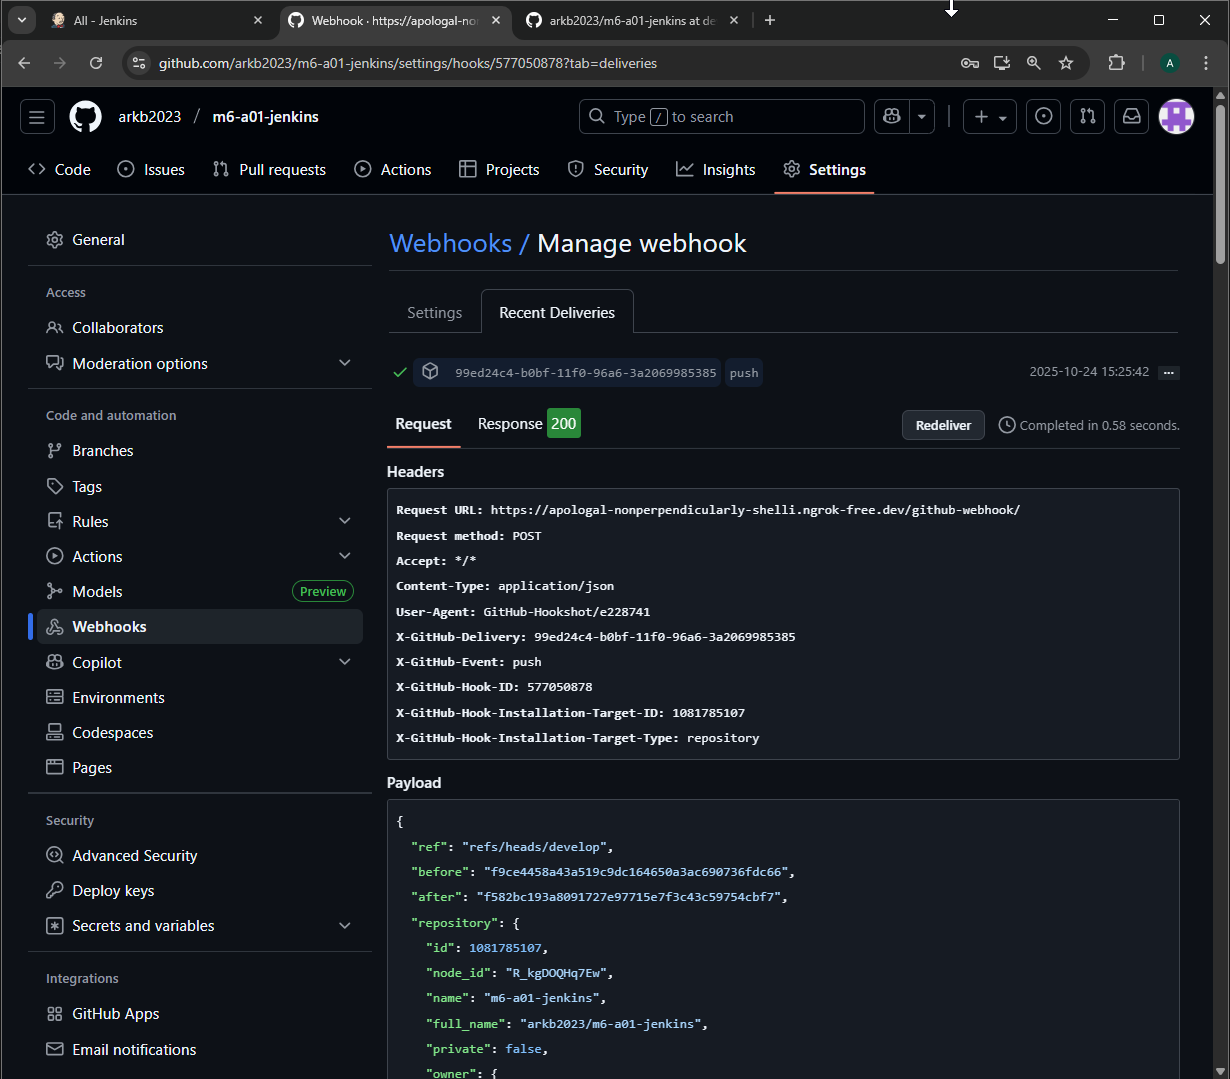 All - Jenkins
Webhook · https://apologal-non
arkb2023/m6-a01-jenkins at de
github.com/arkb2023/m6-a01-jenkins/settings/hooks/577050878?tab=deliveries
A
arkb2023 / m6-a01-jenkins
Type / to search
Code
Issues
Pull requests
Actions
Projects
Security
Insights
Settings
General
Access
Collaborators
Moderation options
Code and automation
Branches
Tags
Rules
Actions
Models Preview
Webhooks
Copilot
Environments
Codespaces
Pages
Security
Advanced Security
Deploy keys
Secrets and variables
Integrations
GitHub Apps
Email notifications
Webhooks / Manage webhook
Settings
Recent Deliveries
99ed24c4-b0bf-11f0-96a6-3a2069985385 push 2025-10-24 15:25:42 ...
Request
Response 200
Redeliver
Completed in 0.58 seconds.
Headers
Request URL: https://apologal-nonperpendicularly-shelli.ngrok-free.dev/github-webhook/
Request method: POST
Accept: */*
Content-Type: application/json
User-Agent: GitHub-Hookshot/e228741
X-GitHub-Delivery: 99ed24c4-b0bf-11f0-96a6-3a2069985385
X-GitHub-Event: push
X-GitHub-Hook-ID: 577050878
X-GitHub-Hook-Installation-Target-ID: 1081785107
X-GitHub-Hook-Installation-Target-Type: repository
Payload
{
"ref": "refs/heads/develop",
"before": "f9ce4458a43a519c9dc164650a3ac690736fdc66",
"after": "f582bc193a8091727e97715e7f3c43c59754cbf7",
"repository": {
"id": 1081785107,
"node_id": "R_kgDOQHq7Ew",
"name": "m6-a01-jenkins",
"full_name": "arkb2023/m6-a01-jenkins",
"private": false,
"owner": {